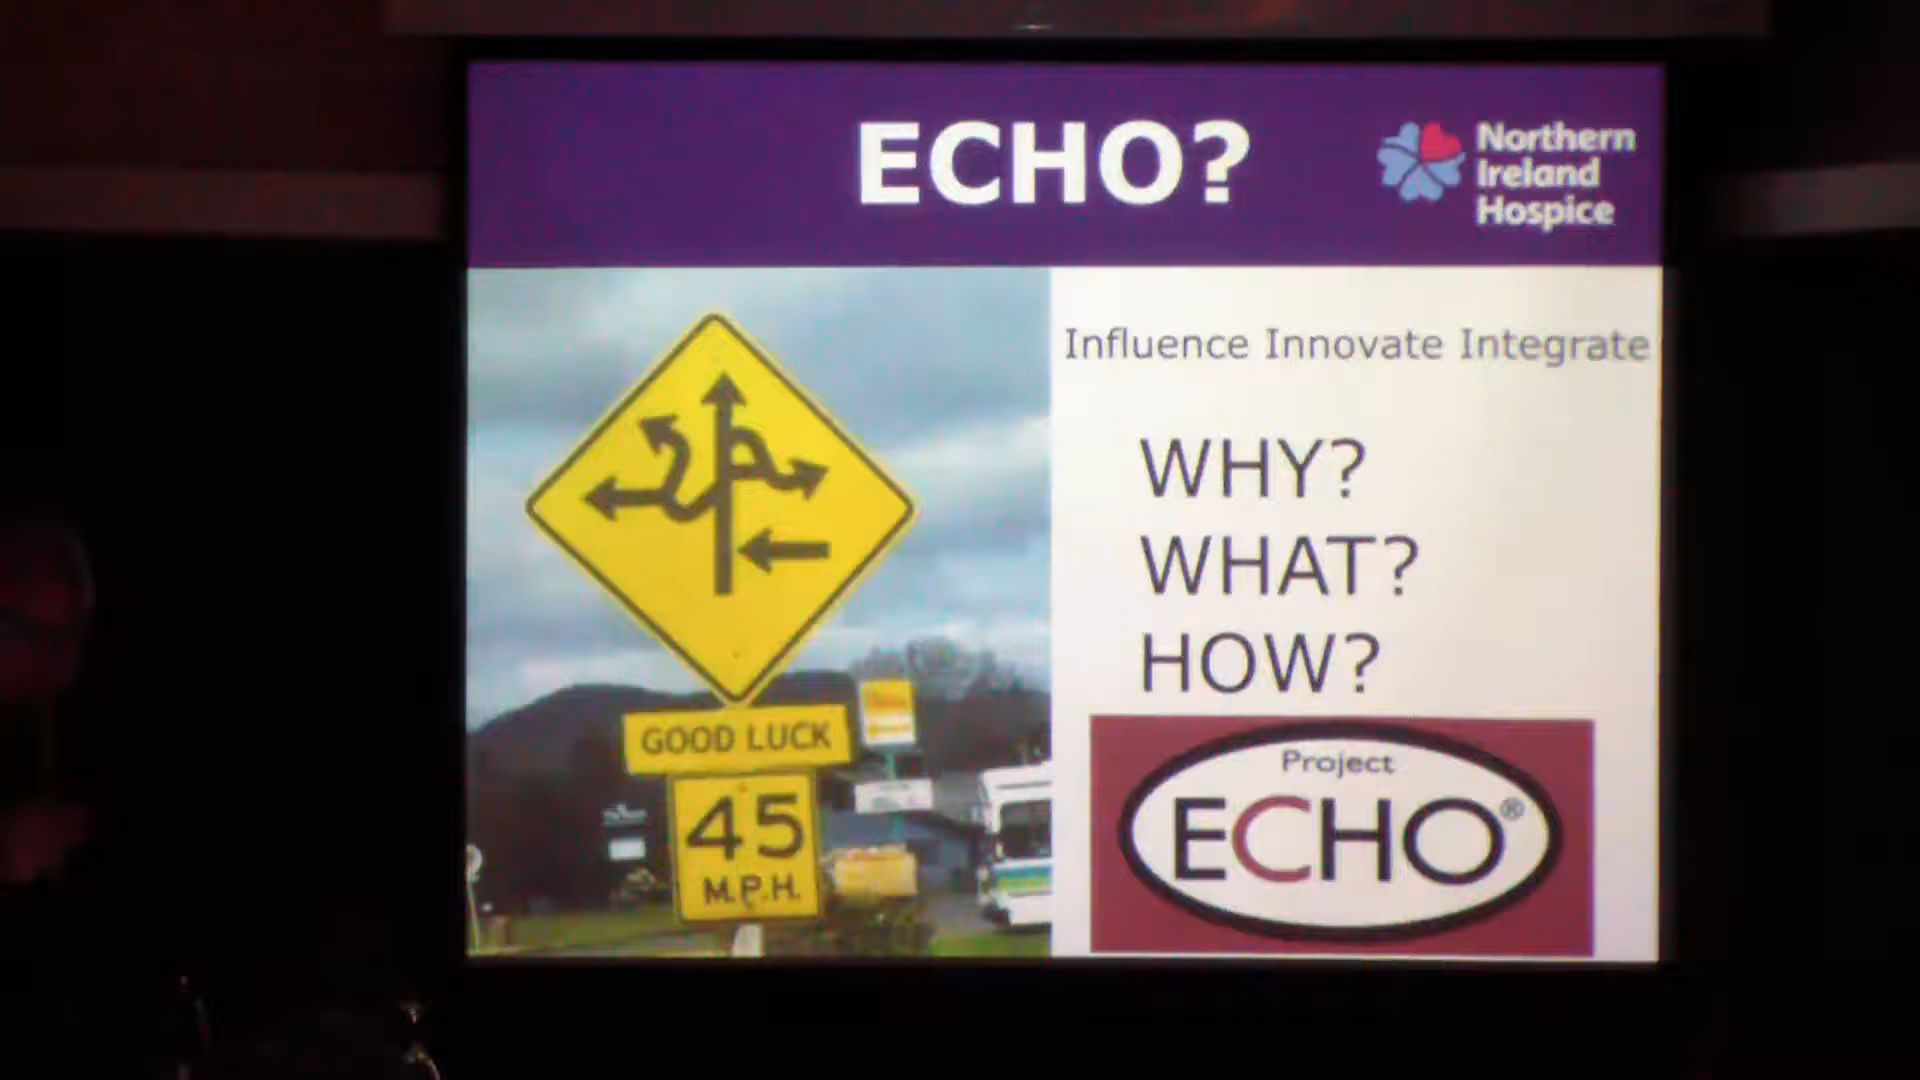 ECHO?
Northern
Ireland
Hospice
Influence Innovate Integrate
WHY?
WHAT?
HOW?
GOOD LUCK
45
M.P.H.
Project
ECHO®